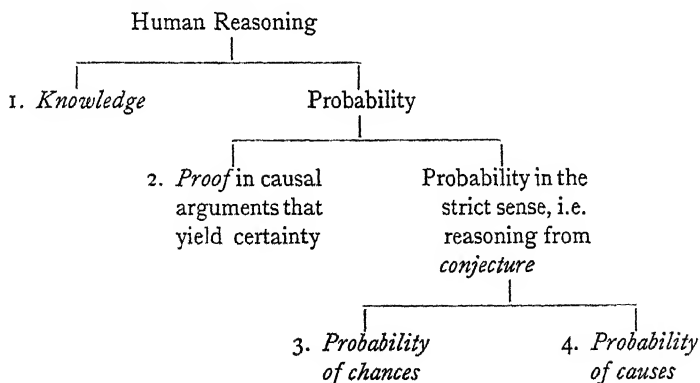 Human Reasoning
1. Knowledge
Probability
2. Proof in causal
arguments that
yield certainty
Probability in the
strict sense, i.e.
reasoning from
conjecture
3. Probability
of chances
4. Probability
of causes